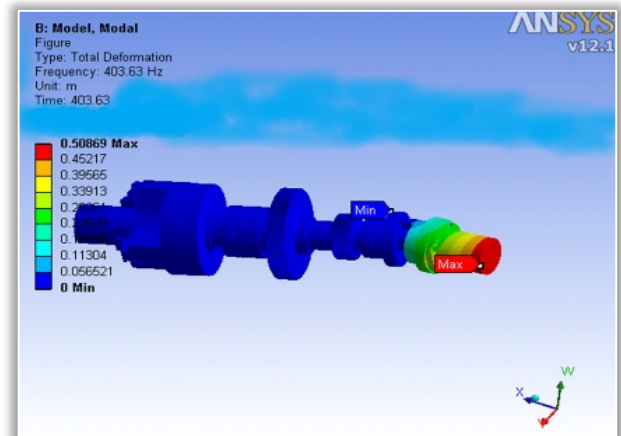 B: Model, Modal
Figure
Type: Total Deformation
Frequency: 403.63 Hz
Unit: m
Time: 403.63
ANSYS
v12.1
0.50869 Max
0.45217
0.39565
0.33913
0.11304
0.056521
0 Min
Min
Max
X
W